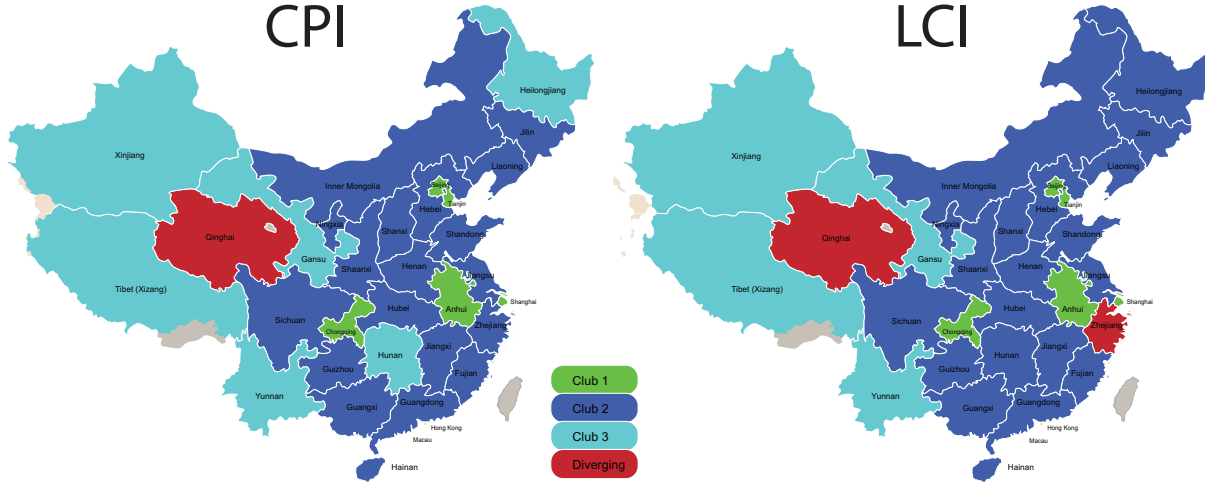 CPI
LCI
Heilongjiang
Jilin
Xinjiang
Liaoning
Inner Mongolia
Beijing
Tianjin
Hebei
Ningxia
Shanxi
Shandonni
Qinghai
Gansu
Shaanxi
Henan
Jiangsu
Tibet (Xizang)
Shanghai
Anhui
Hubei
Sichuan
Zhejiang
Chongqing
Hunan
Jiangxi
Guizhou
Fujian
Yunnan
Guangxi
Guangdong
Hong Kong
Macau
Hainan
Club 1
Club 2
Club 3
Diverging
Heilongjiang
Jilin
Xinjiang
Liaoning
Inner Mongolia
Beijing
Tianjin
Hebei
Ningxia
Shanxi
Shandonni
Qinghai
Gansu
Shaanxi
Henan
Jiangsu
Tibet (Xizang)
Shanghai
Anhui
Hubei
Sichuan
Zhejiang
Chongqing
Hunan
Jiangxi
Guizhou
Fujian
Yunnan
Guangxi
Guangdong
Hong Kong
Macau
Hainan